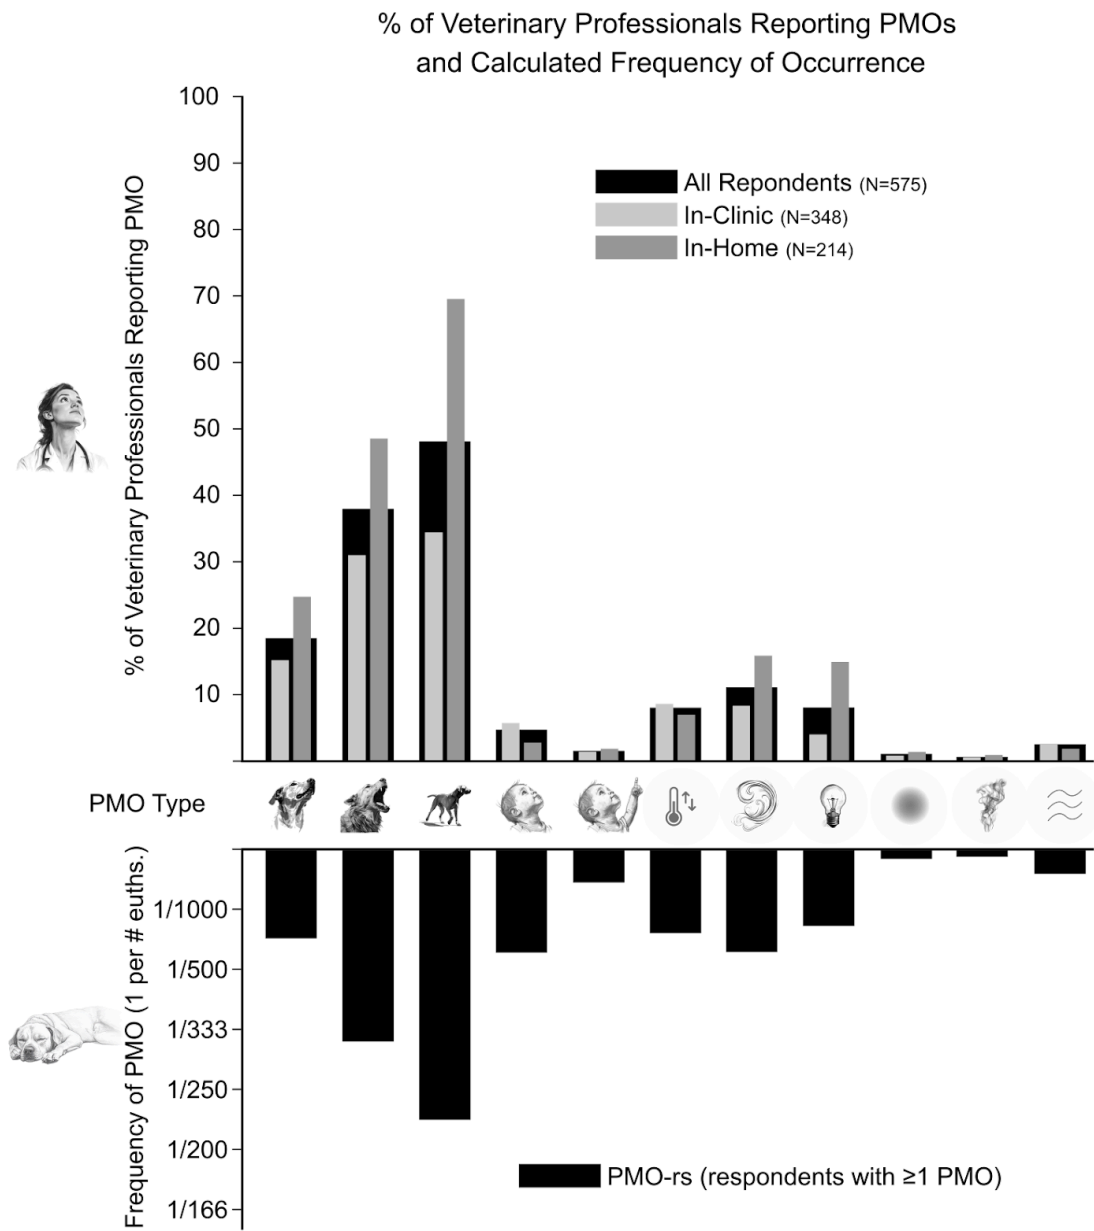 % of Veterinary Professionals Reporting PMOs
and Calculated Frequency of Occurrence
% of Veterinary Professionals Reporting PMO
100
90
80
70
60
50
40
30
20
10
All Repondents (N=575)
In-Clinic (N=348)
In-Home (N=214)
PMO Type
Frequency of PMO (1 per # euths.)
1/1000
1/500
1/333
1/250
1/200
1/166
PMO-rs (respondents with ≥1 PMO)